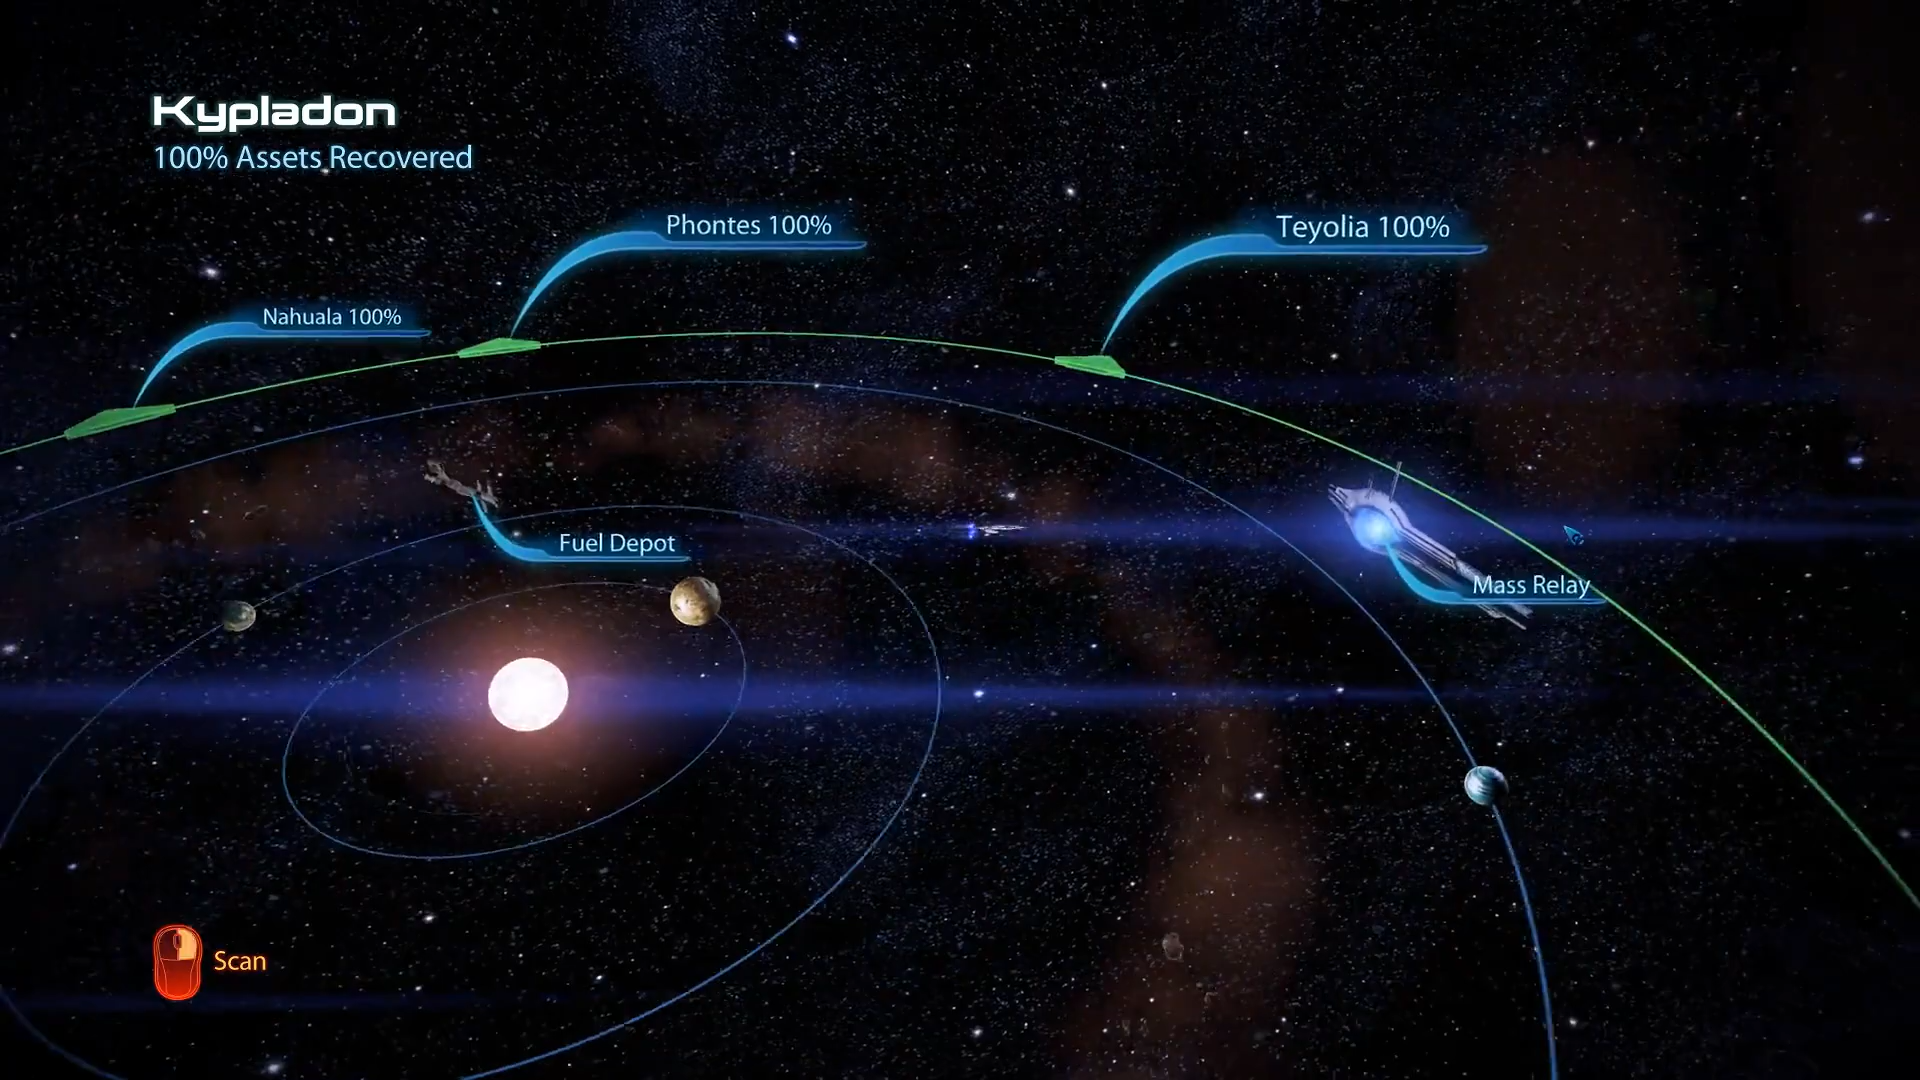 Kypladon
100% Assets Recovered
Phontes 100%
Teyolia 100%
Nahuala 100%
Fuel Depot
Mass Relay
Scan